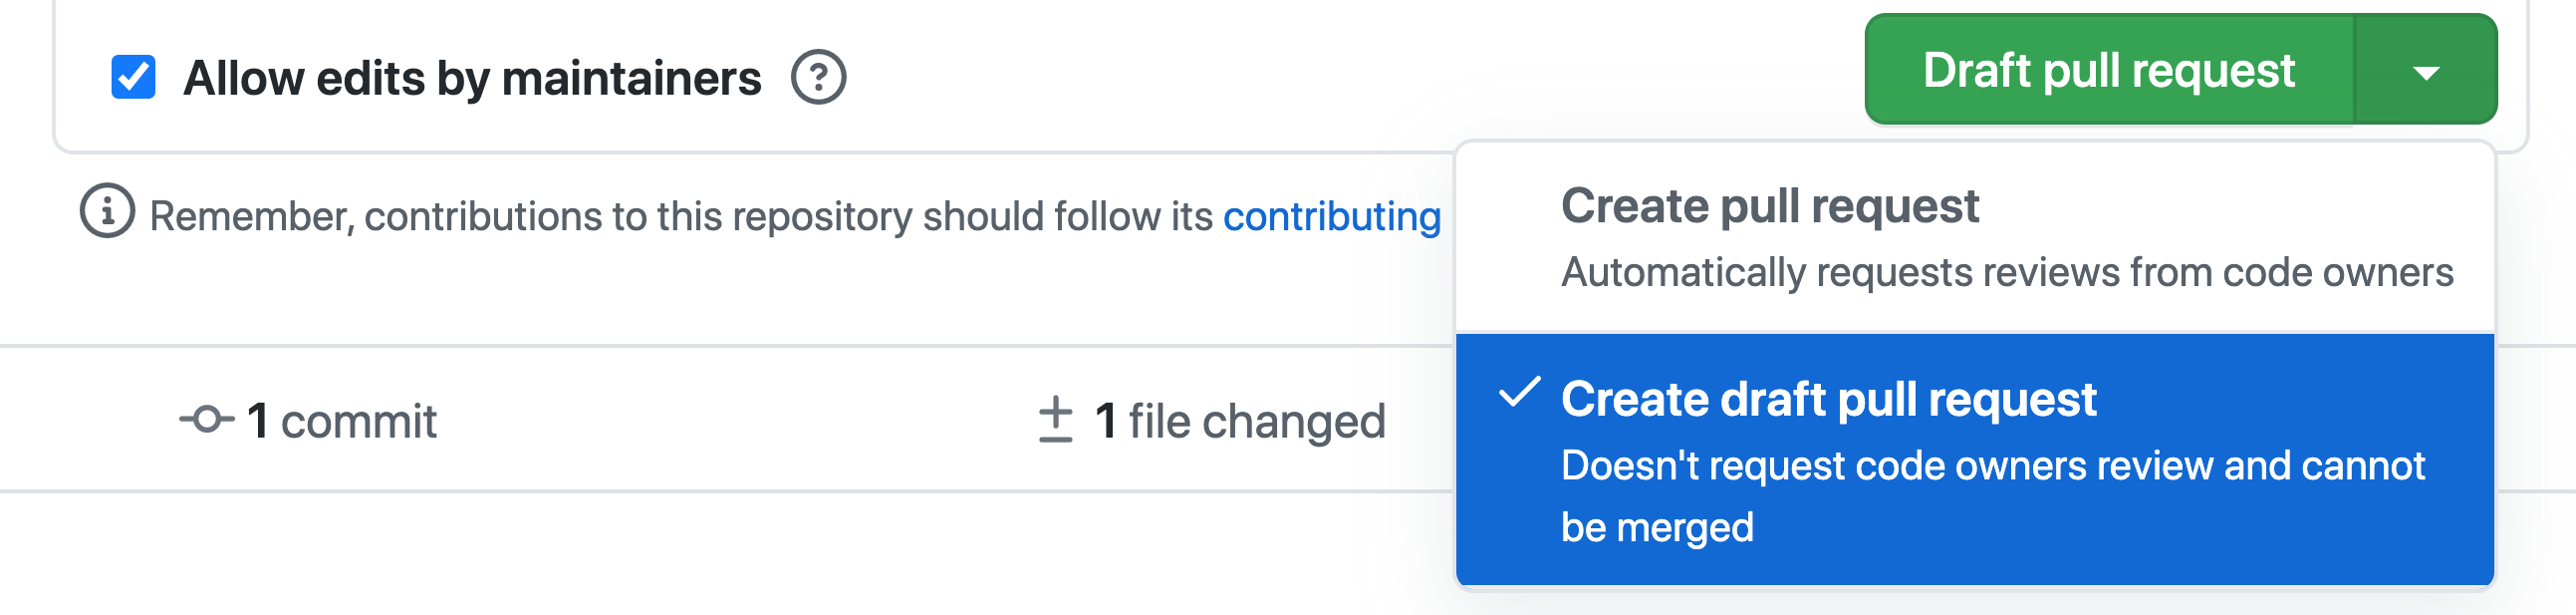 Allow edits by maintainers
Draft pull request
Remember, contributions to this repository should follow its contributing
Create pull request
Automatically requests reviews from code owners
Create draft pull request
Doesn't request code owners review and cannot
be merged
1 commit
1 file changed